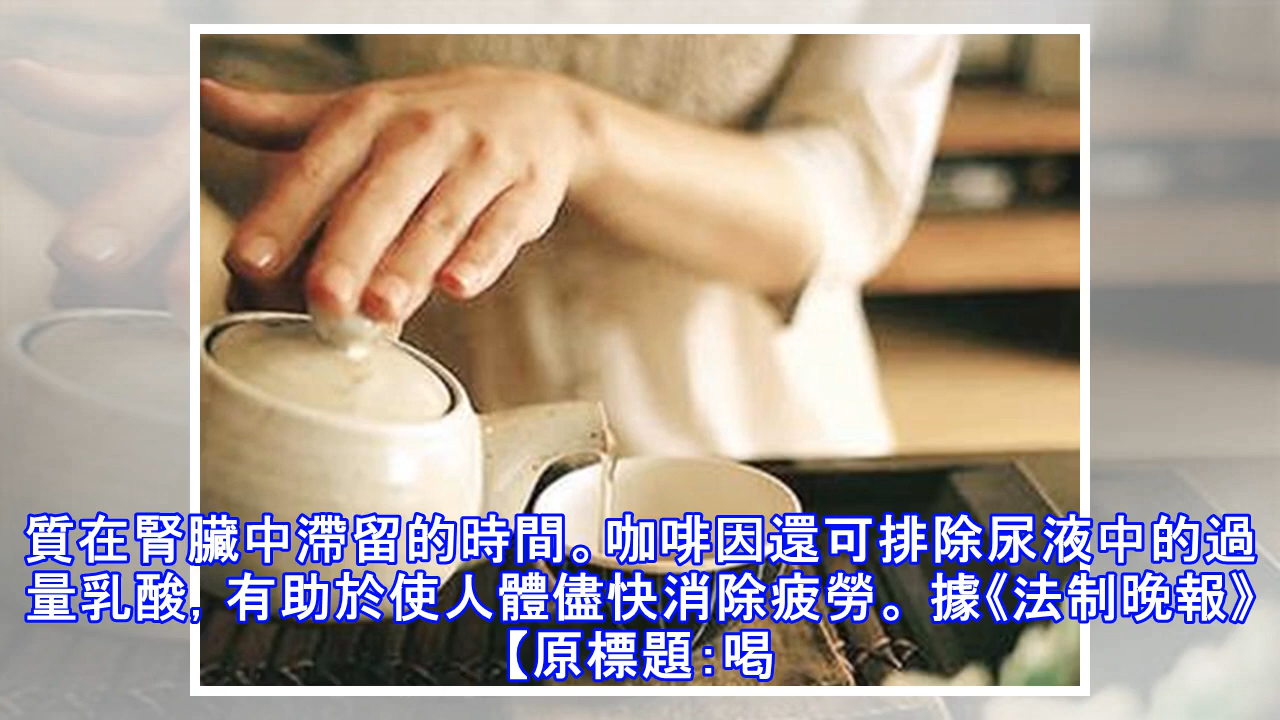 質在腎臟中滯留的時間。咖啡因還可排除尿液中的過
量乳酸，有助於使人體儘快消除疲勞。據《法制晚報》
【原標題：喝